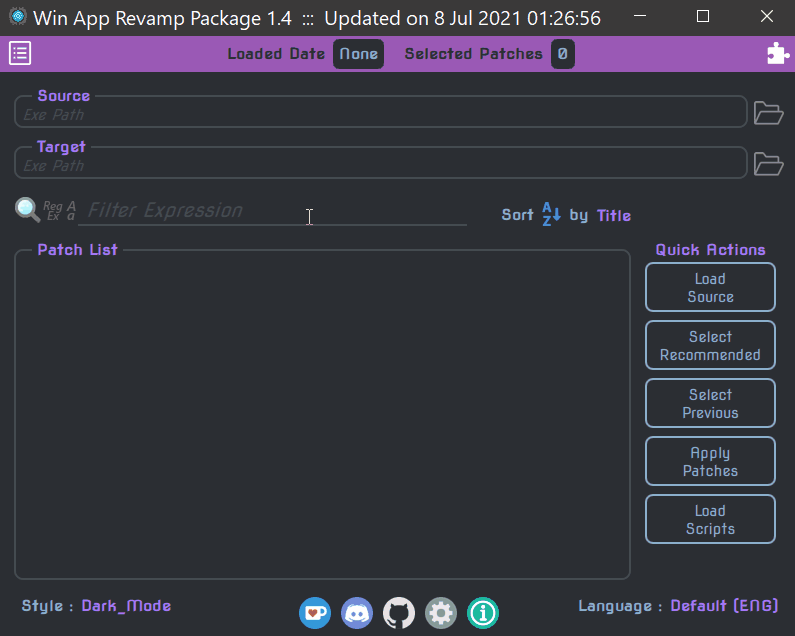 Win App Revamp Package 1.4 ::: Updated on 8 Jul 2021 01:26:56
Loaded Date None Selected Patches 0
Source
Exe Path
Target
Exe Path
Reg Ex Aa Filter Expression Sort AZ by Title
Patch List
Quick Actions
Load
Source
Select
Recommended
Select
Previous
Apply
Patches
Load
Scripts
Style : Dark_Mode
Language : Default (ENG)